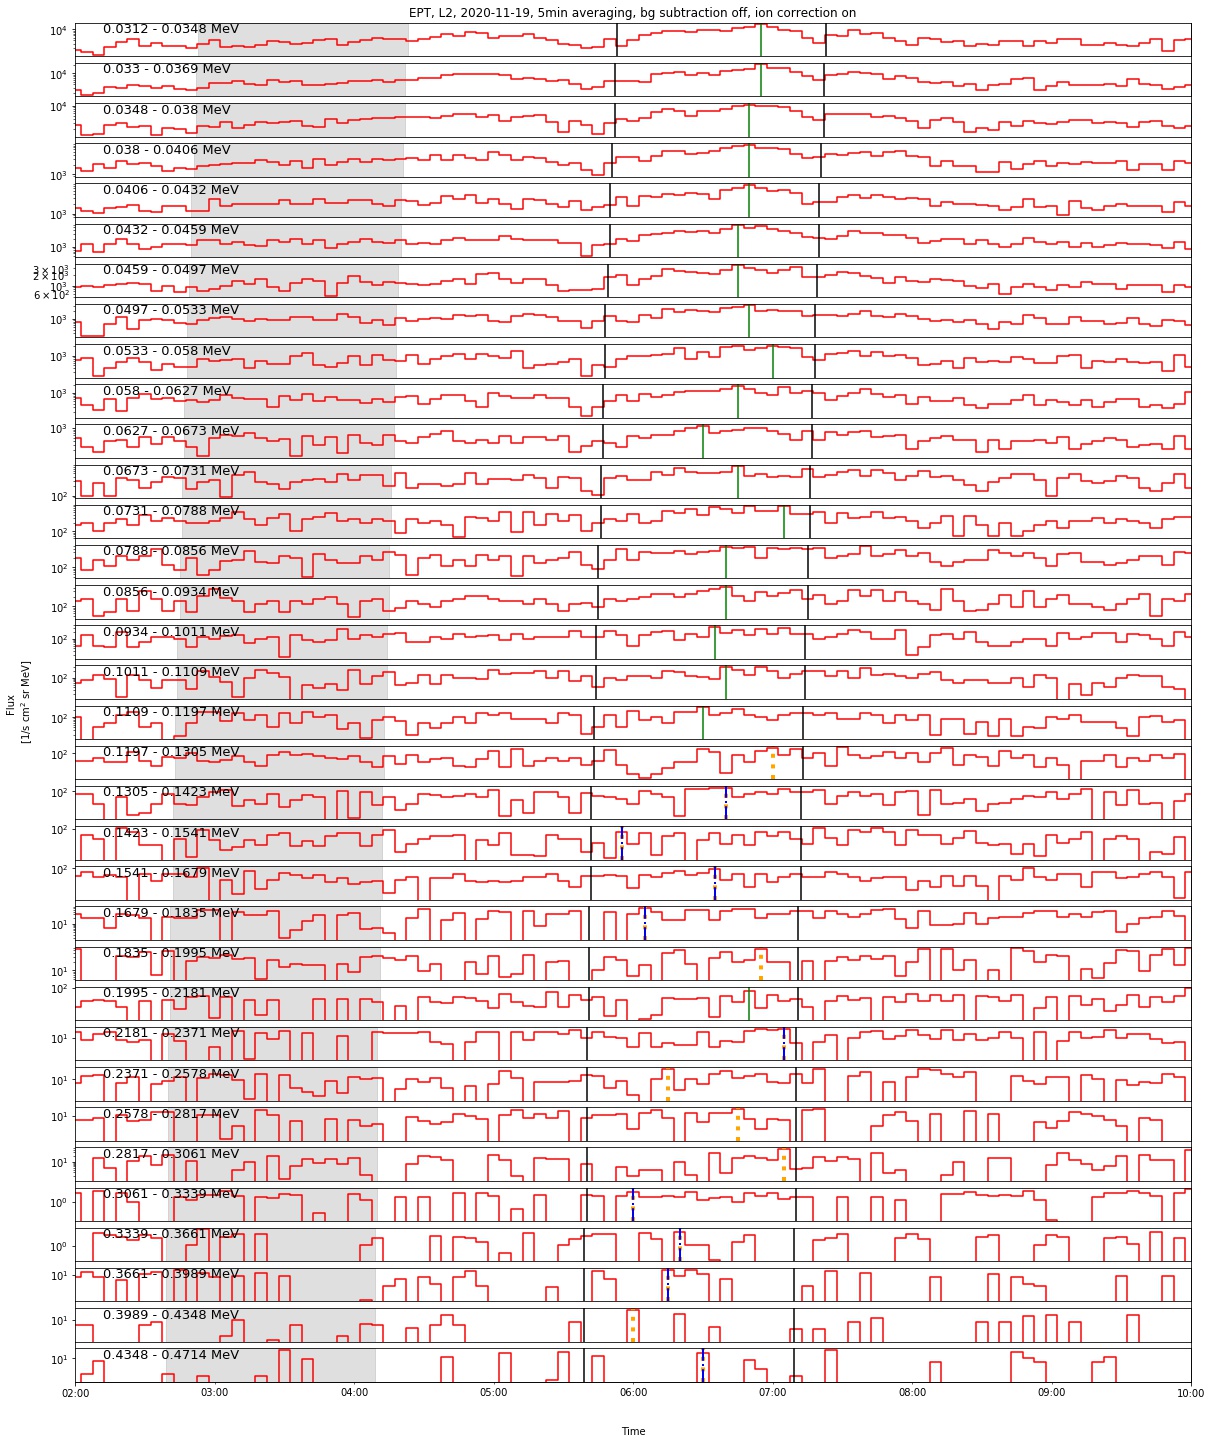 EPT, L2, 2020-11-19, 5min averaging, bg subtraction off, ion correction on
10⁴
0.0312 - 0.0348 MeV
10⁴
0.033 - 0.0369 MeV
10⁴
0.0348 - 0.038 MeV
10³
0.038 - 0.0406 MeV
10³
0.0406 - 0.0432 MeV
10³
0.0432 - 0.0459 MeV
3 × 10³
2 × 10³
10³
6 × 10²
0.0459 - 0.0497 MeV
10³
0.0497 - 0.0533 MeV
10³
0.0533 - 0.058 MeV
10³
0.058 - 0.0627 MeV
10³
0.0627 - 0.0673 MeV
10²
0.0673 - 0.0731 MeV
10²
0.0731 - 0.0788 MeV
10²
0.0788 - 0.0856 MeV
10²
0.0856 - 0.0934 MeV
10²
0.0934 - 0.1011 MeV
10²
0.1011 - 0.1109 MeV
10²
0.1109 - 0.1197 MeV
10²
0.1197 - 0.1305 MeV
10²
0.1305 - 0.1423 MeV
10²
0.1423 - 0.1541 MeV
10²
0.1541 - 0.1679 MeV
10¹
0.1679 - 0.1835 MeV
10¹
0.1835 - 0.1995 MeV
10²
0.1995 - 0.2181 MeV
10¹
0.2181 - 0.2371 MeV
10¹
0.2371 - 0.2578 MeV
10¹
0.2578 - 0.2817 MeV
10¹
0.2817 - 0.3061 MeV
10⁰
0.3061 - 0.3339 MeV
10⁰
0.3339 - 0.3661 MeV
10¹
0.3661 - 0.3989 MeV
10¹
0.3989 - 0.4348 MeV
10¹
0.4348 - 0.4714 MeV
Flux
[1/s cm² sr MeV]
02:00 03:00 04:00 05:00 06:00 07:00 08:00 09:00 10:00
Time